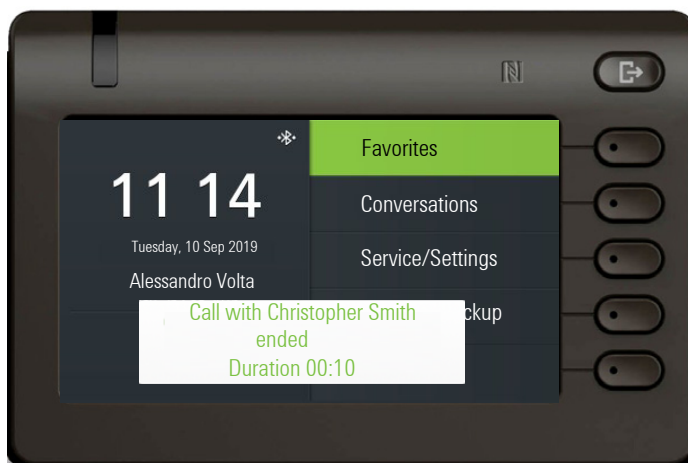 11 14
Tuesday, 10 Sep 2019
Alessandro Volta
Favorites
Conversations
Service/Settings
ckup
Call with Christopher Smith
ended
Duration 00:10